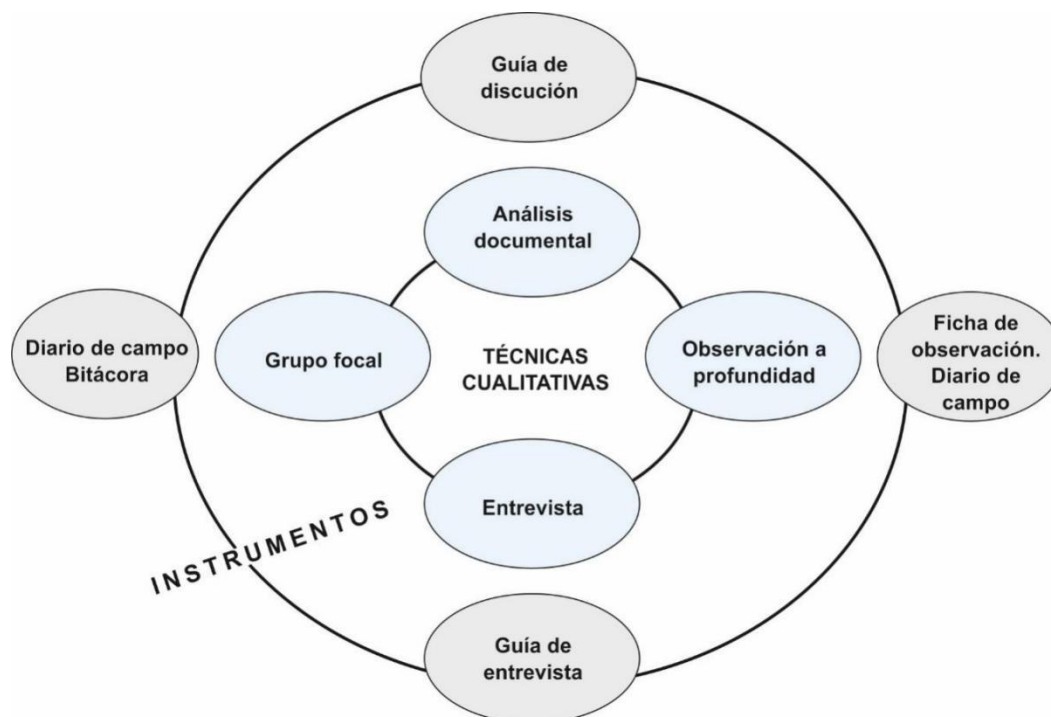 Guía de
discución
Análisis
documental
Diario de campo
Bitácora
Grupo focal
TÉCNICAS
CUALITATIVAS
Observación a
profundidad
Ficha de
observación.
Diario de
campo
Entrevista
INSTRUMENTOS
Guía de
entrevista